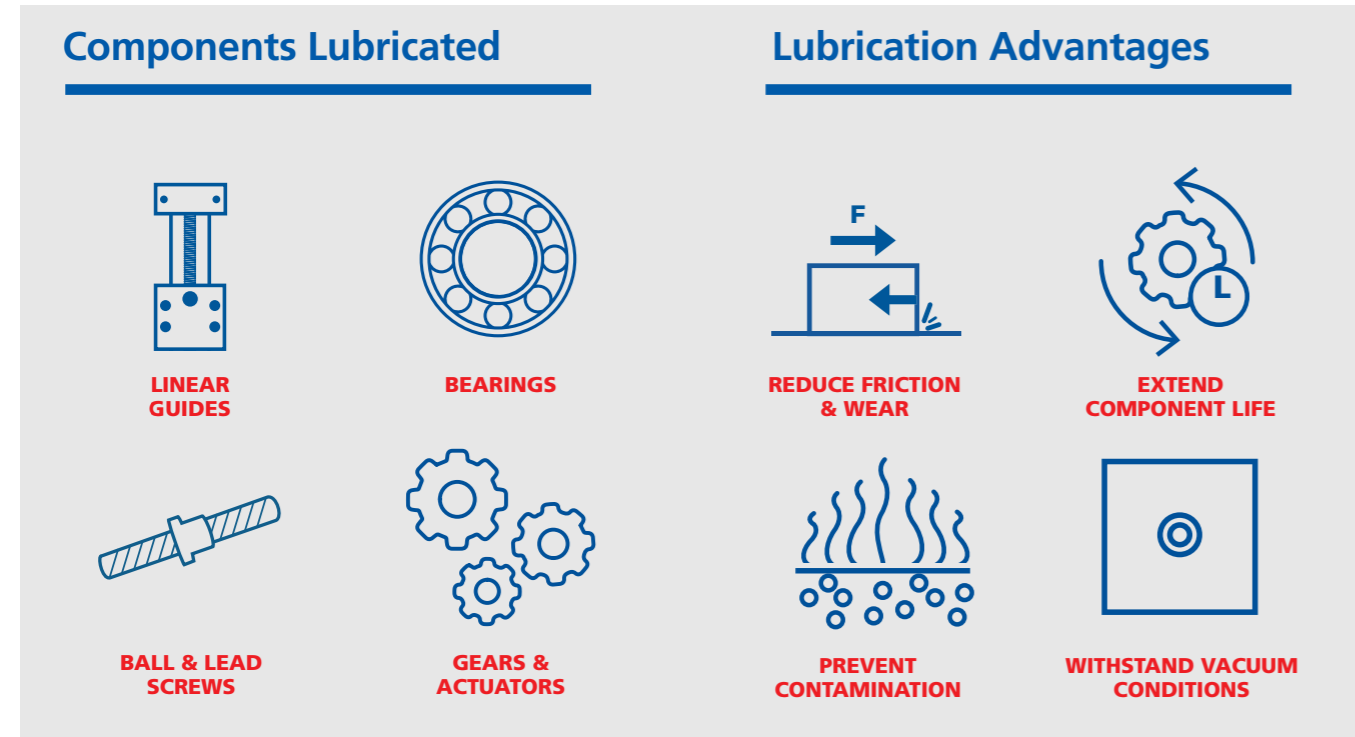 Components Lubricated
LINEAR
GUIDES
BEARINGS
BALL & LEAD
SCREWS
GEARS &
ACTUATORS
Lubrication Advantages
F
REDUCE FRICTION
& WEAR
L
EXTEND
COMPONENT LIFE
PREVENT
CONTAMINATION
WITHSTAND VACUUM
CONDITIONS